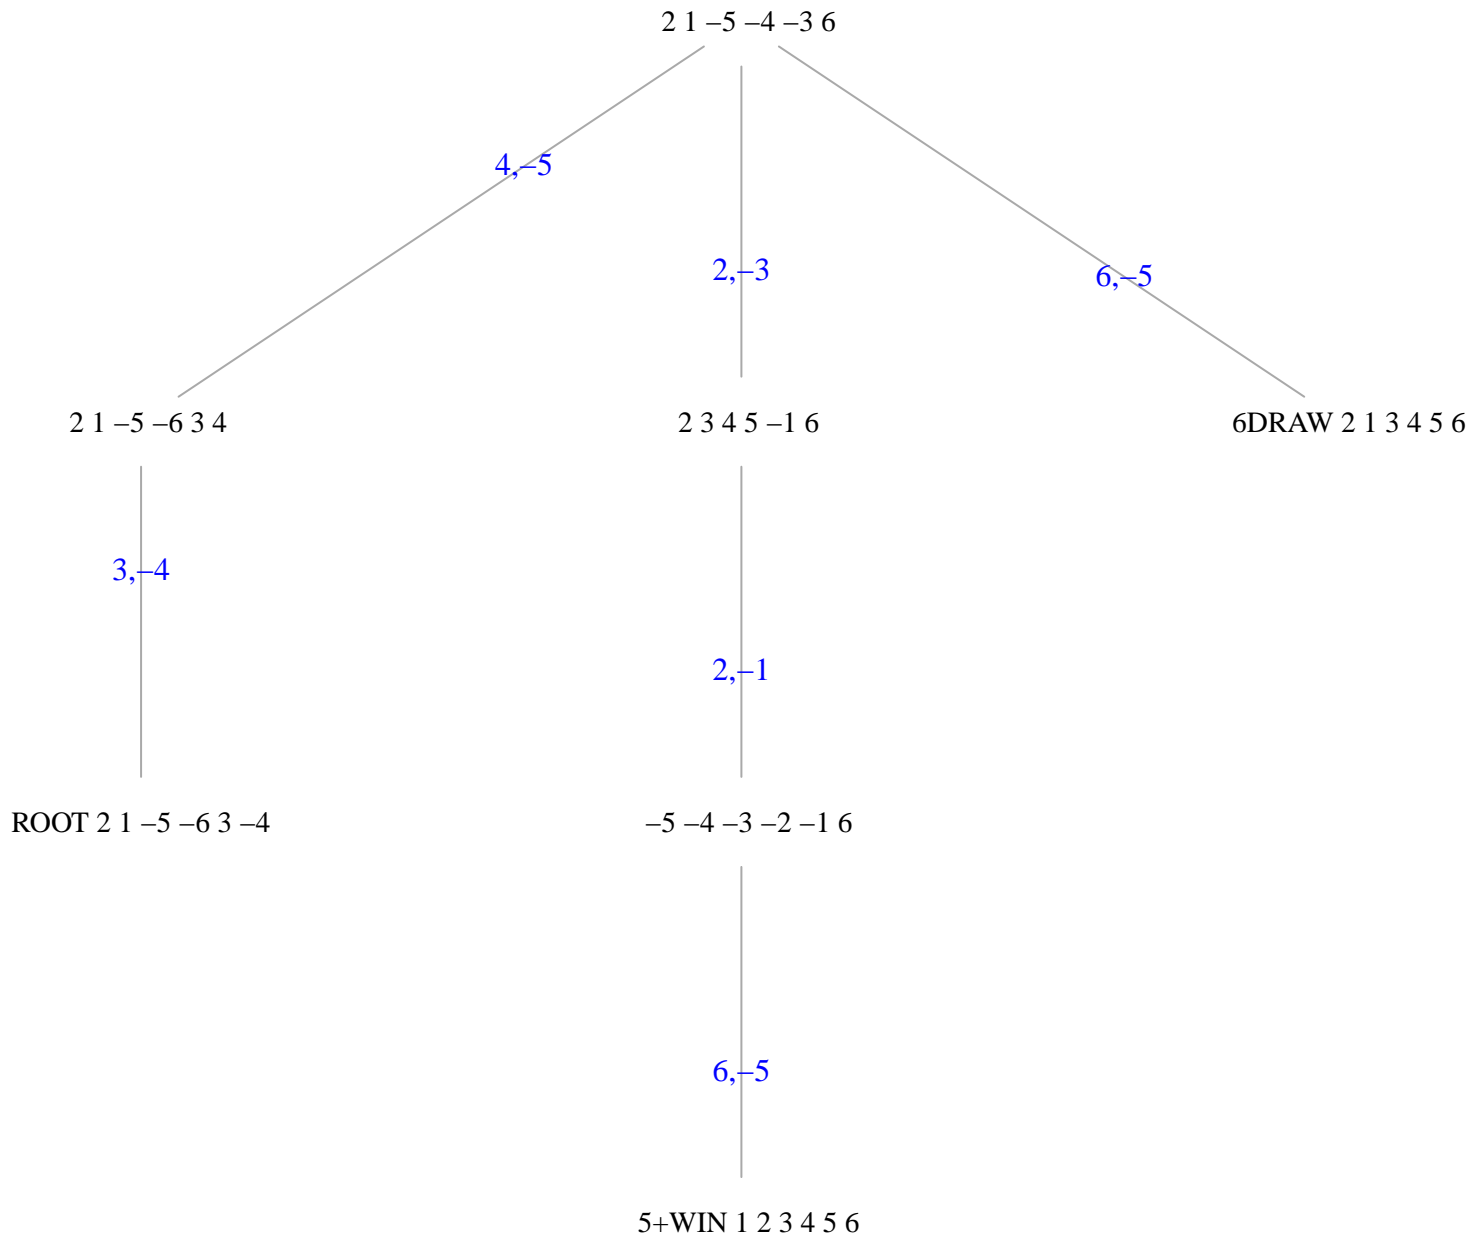 2 1 –5 –4 –3 6
4,–5
2,–3
6,–5
2 1 –5 –6 3 4
2 3 4 5 –1 6
6DRAW 2 1 3 4 5 6
3,–4
2,–1
ROOT 2 1 –5 –6 3 –4
–5 –4 –3 –2 –1 6
6,–5
5+WIN 1 2 3 4 5 6